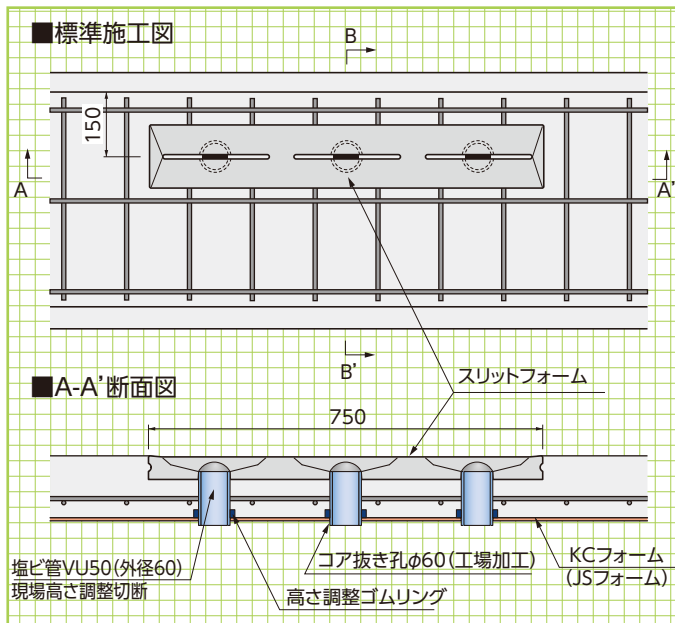 ■標準施工図
B
150
A
A'
B'
スリットフォーム
■A-A'断面図
750
塩ビ管VU50(外径60)
現場高さ調整切断
コア抜き孔φ60(工場加工)
高さ調整ゴムリング
KCフォーム
(JSフォーム)